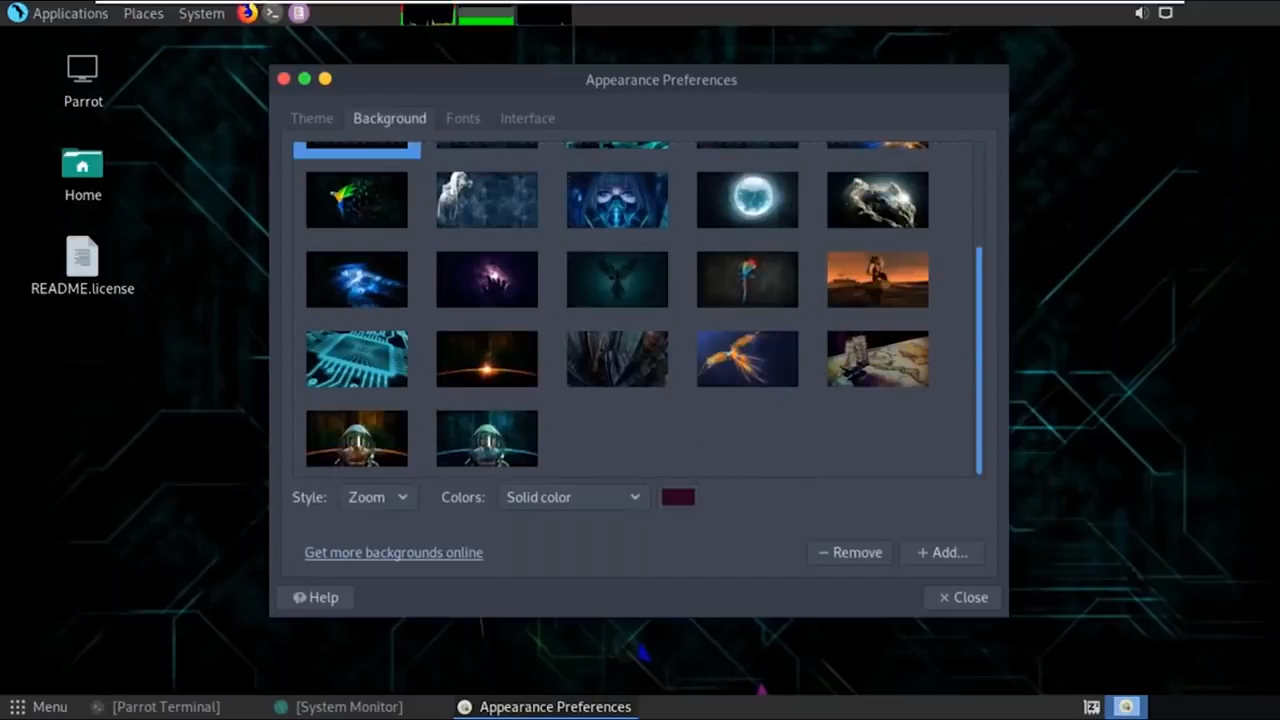 Applications Places System
Parrot
Home
README.license
Appearance Preferences
Theme Background Fonts Interface
Style: Zoom Colors: Solid color
Get more backgrounds online
Remove Add...
Help Close
Menu [Parrot Terminal] [System Monitor] Appearance Preferences